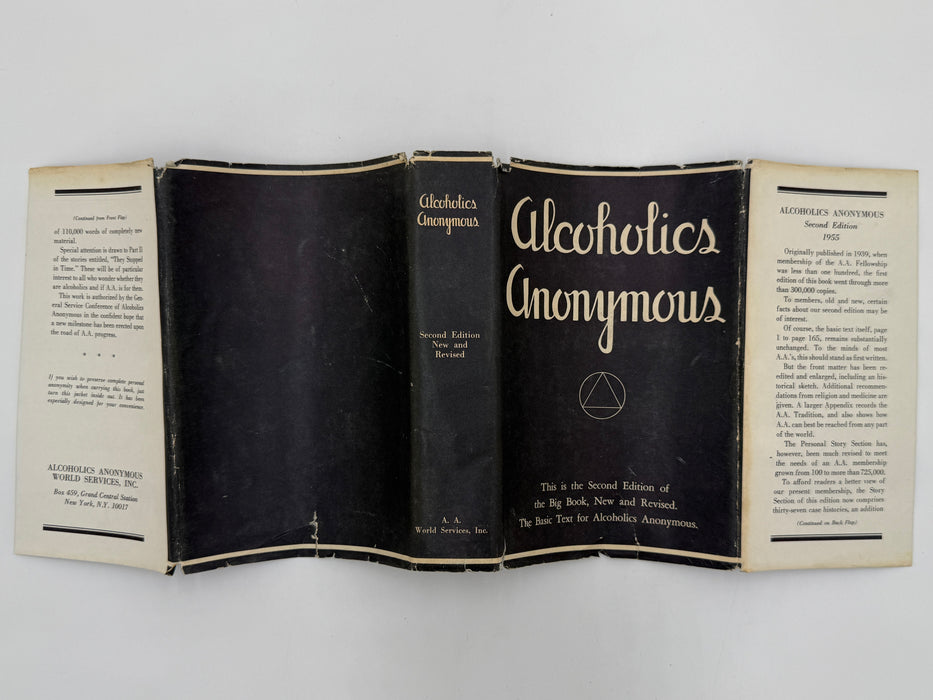 (Continued from Front Flap)
of 110,000 words of completely new
material.
Special attention is drawn to Part II
of the stories entitled, "They Stopped
in Time." These will be of particular
interest to all who wonder whether they
are alcoholics and if A.A. is for them.
This work is authorized by the Gen-
eral Service Conference of Alcoholics
Anonymous in the confident hope that
a new milestone has been erected upon
the road of A.A. progress.
* * *
If you wish to preserve complete personal
anonymity when carrying this book, just
turn this jacket inside out. It has been
especially designed for your convenience.
ALCOHOLICS ANONYMOUS
WORLD SERVICES, INC.
Box 459, Grand Central Station
New York, N.Y. 10017
Alcoholics
Anonymous
Second Edition
New and
Revised
A. A.
World Services, Inc.
Alcoholics
Anonymous
This is the Second Edition of
the Big Book, New and Revised.
The Basic Text for Alcoholics Anonymous.
ALCOHOLICS ANONYMOUS
Second Edition
1955
Originally published in 1939, when
membership of the A.A. Fellowship
was less than one hundred, the first
edition of this book went through more
than 300,000 copies.
To members, old and new, certain
facts about our second edition may be
of interest.
Of course, the basic text itself, page
1 to page 165, remains substantially
unchanged. To the minds of most
A.A.'s, this should stand as first written.
But the front matter has been re-
edited and enlarged, including an his-
torical sketch. Additional recommen-
dations from religion and medicine are
given. A larger Appendix records the
A.A. Tradition, and also shows how
A.A. can best be reached from any part
of the world.
The Personal Story Section has,
however, been much revised to meet
the needs of an A.A. membership
grown from 100 to more than 725,000.
To afford readers a better view of
our present membership, the Story
Section of this edition now comprises
thirty-seven case histories, an addition
(Continued on Back Flap)